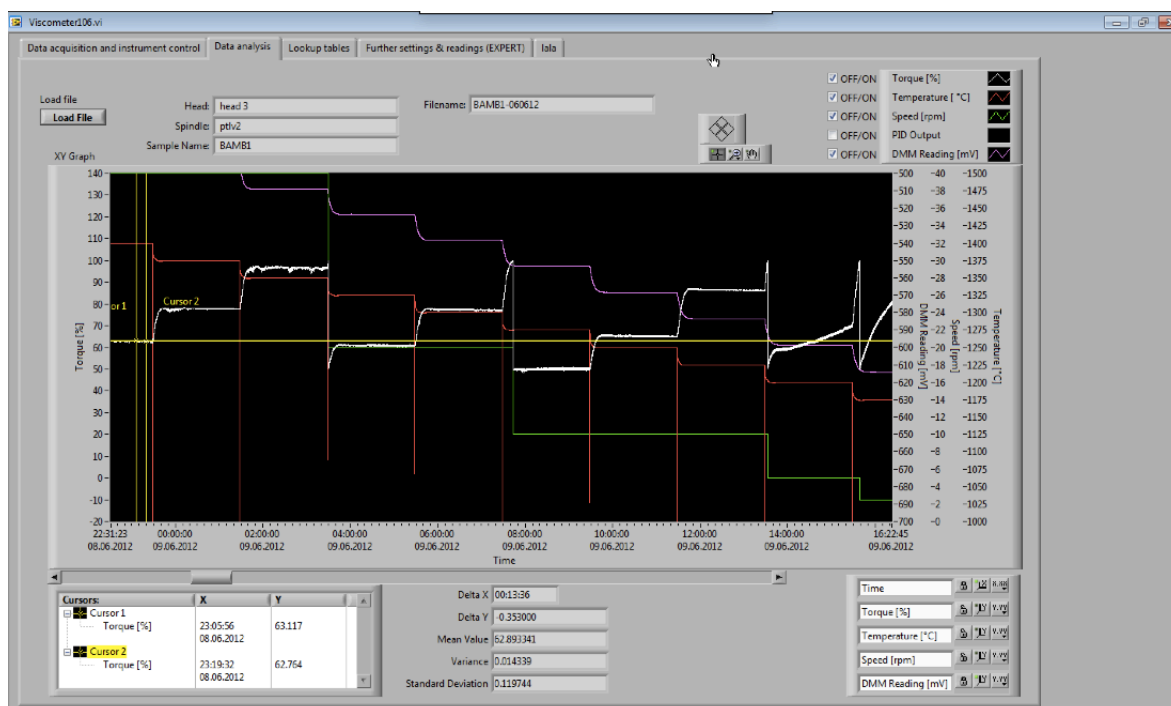 Viscometer106.vi
Data acquisition and instrument control Data analysis Lookup tables Further settings & readings (EXPERT) lala
Load file
Load File
Head: head 3
Spindle: ptlv2
Sample Name: BAMB1
Filename: BAMB1-060612
OFF/ON Torque [%]
OFF/ON Temperature [ °C]
OFF/ON Speed [rpm]
OFF/ON PID Output
OFF/ON DMM Reading [mV]
XY Graph
140 -500 -40 -1500
130 -510 -38 -1475
120 -520 -36 -1450
-530 -34 -1425
110 -540 -32 -1400
100 -550 -30 -1375
90 -560 -28 -1350
80 -570 -26 -1325
-580 -24 -1300
70 -590 -22 -1275
60 -600 -20 -1250
50 -610 -18 -1225
40 -620 -16 -1200
30 -630 -14 -1175
-640 -12 -1150
20 -650 -10 -1125
10 -660 -8 -1100
0 -670 -6 -1075
-680 -4 -1050
-10 -690 -2 -1025
-20 -700 -0 -1000
Torque [%]
or 1
Cursor 2
DMM Reading [mV]
Speed [rpm]
Temperature [°C]
22:31:23 00:00:00 02:00:00 04:00:00 06:00:00 08:00:00 10:00:00 12:00:00 14:00:00 16:22:45
08.06.2012 09.06.2012 09.06.2012 09.06.2012 09.06.2012 09.06.2012 09.06.2012 09.06.2012 09.06.2012 09.06.2012
Time
Cursors: X Y
Cursor 1
Torque [%] 23:05:56 63.117
08.06.2012
Cursor 2
Torque [%] 23:19:32 62.764
08.06.2012
Delta X 00:13:36
Delta Y -0.353000
Mean Value 62.893341
Variance 0.014339
Standard Deviation 0.119744
Time
Torque [%]
Temperature [°C]
Speed [rpm]
DMM Reading [mV]